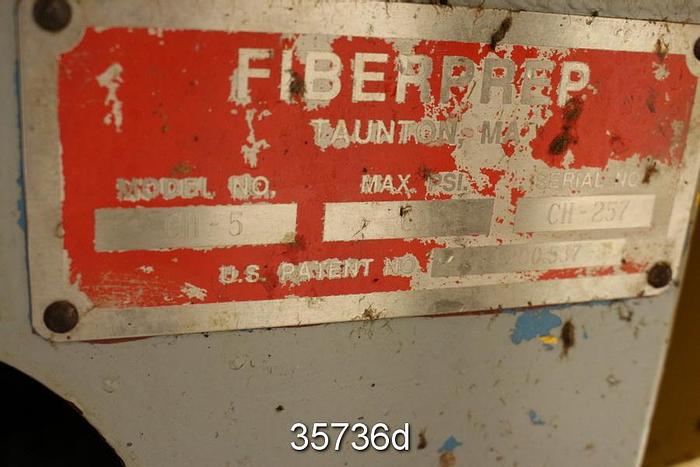 FIBERPREP
TAUNTON, MA
MODEL NO. MAX. PSI SERIAL NO
CH-5 CH-257
U.S. PATENT NO.
35736d